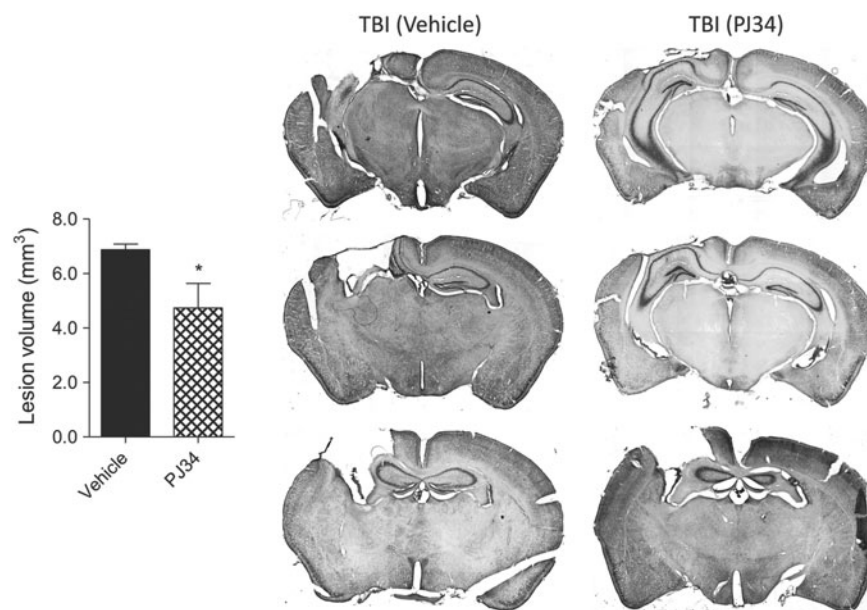 TBI (Vehicle)
TBI (PJ34)
Lesion volume (mm³)
8.0
6.0
4.0
2.0
0.0
*
Vehicle
PJ34